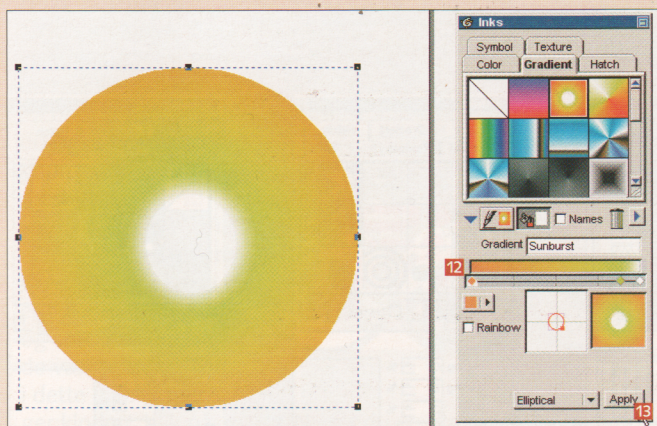 Inks
Symbol Texture
Color Gradient Hatch
Names
Gradient Sunburst
12
Rainbow
Elliptical Apply
13